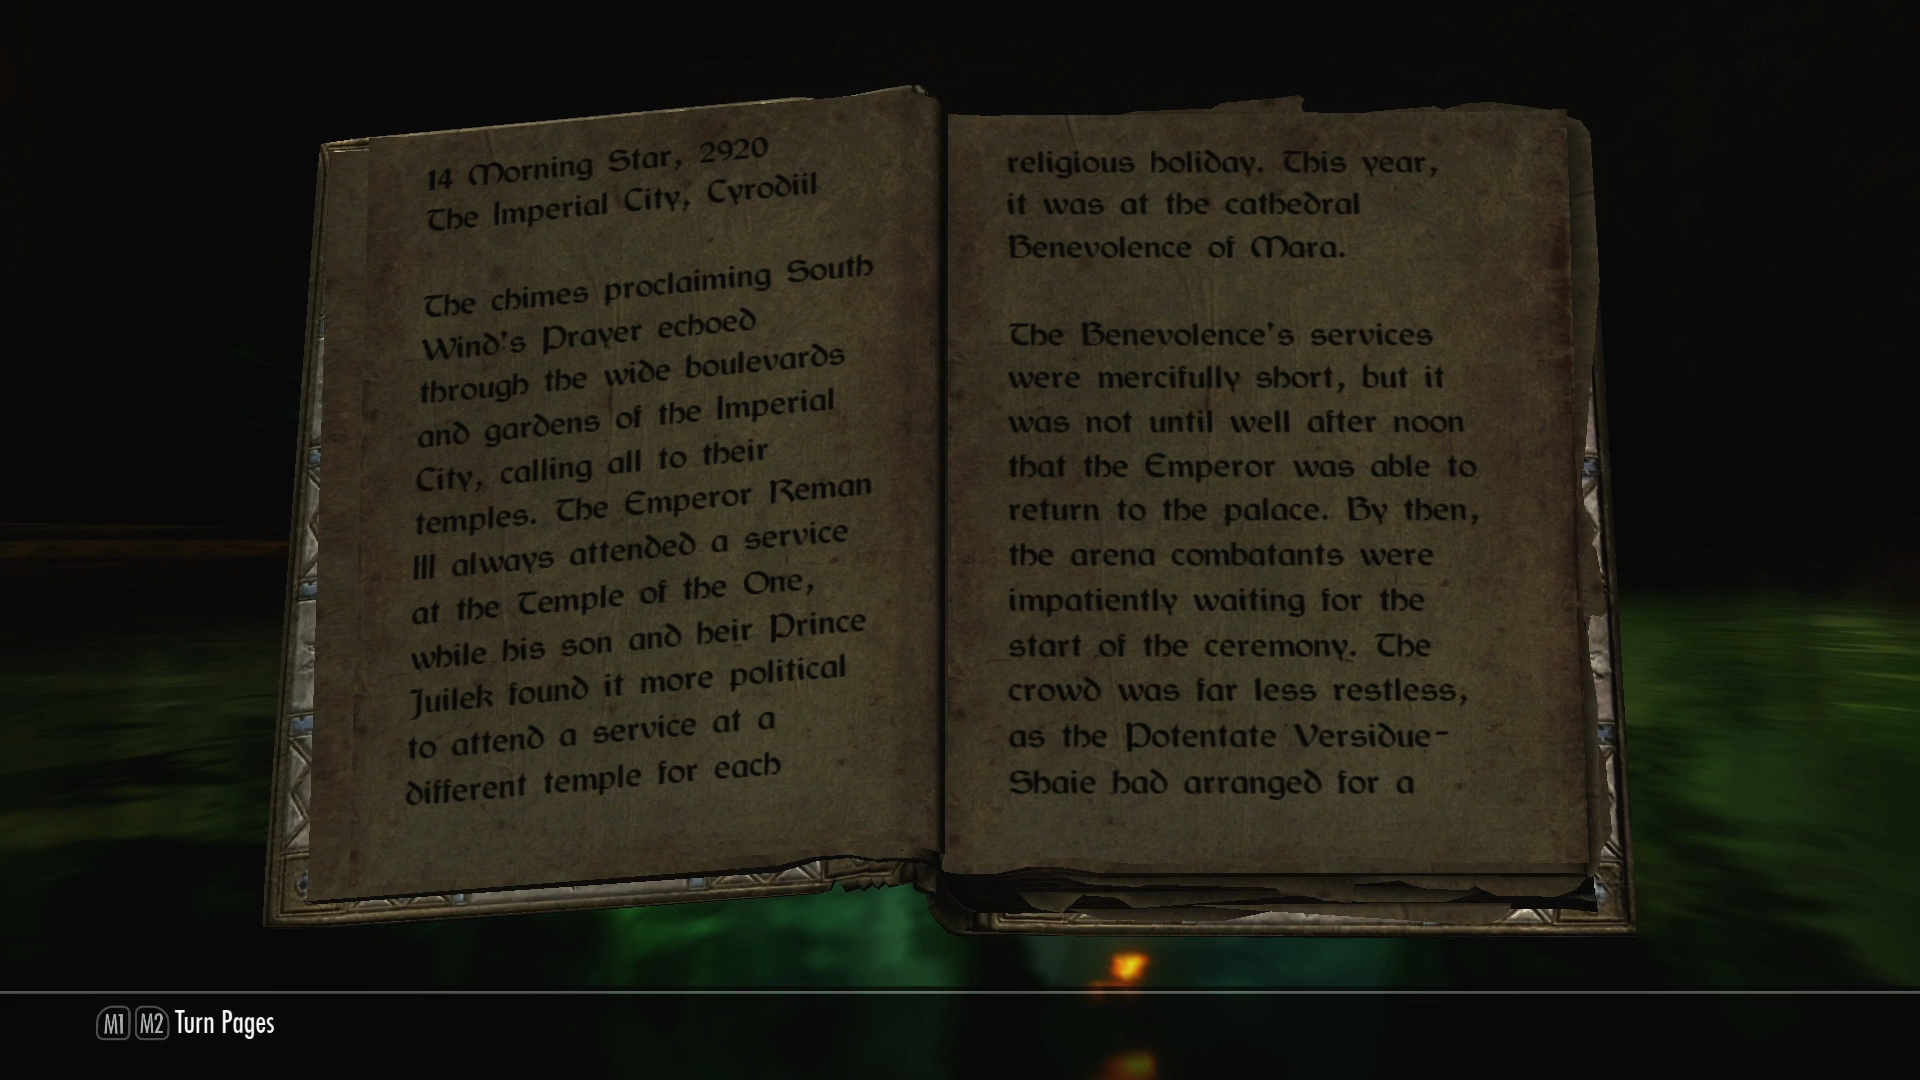 14 Morning Star, 2920
The Imperial City, Cyrodiil
The chimes proclaiming South
Wind's Prayer echoed
through the wide boulevards
and gardens of the Imperial
City, calling all to their
temples. The Emperor Reman
III always attended a service
at the Temple of the One,
while his son and heir Prince
Juilek found it more political
to attend a service at a
different temple for each
religious holiday. This year,
it was at the cathedral
Benevolence of Mara.
The Benevolence's services
were mercifully short, but it
was not until well after noon
that the Emperor was able to
return to the palace. By then,
the arena combatants were
impatiently waiting for the
start of the ceremony. The
crowd was far less restless,
as the Potentate Versidue-
Shaie had arranged for a
M1 M2 Turn Pages